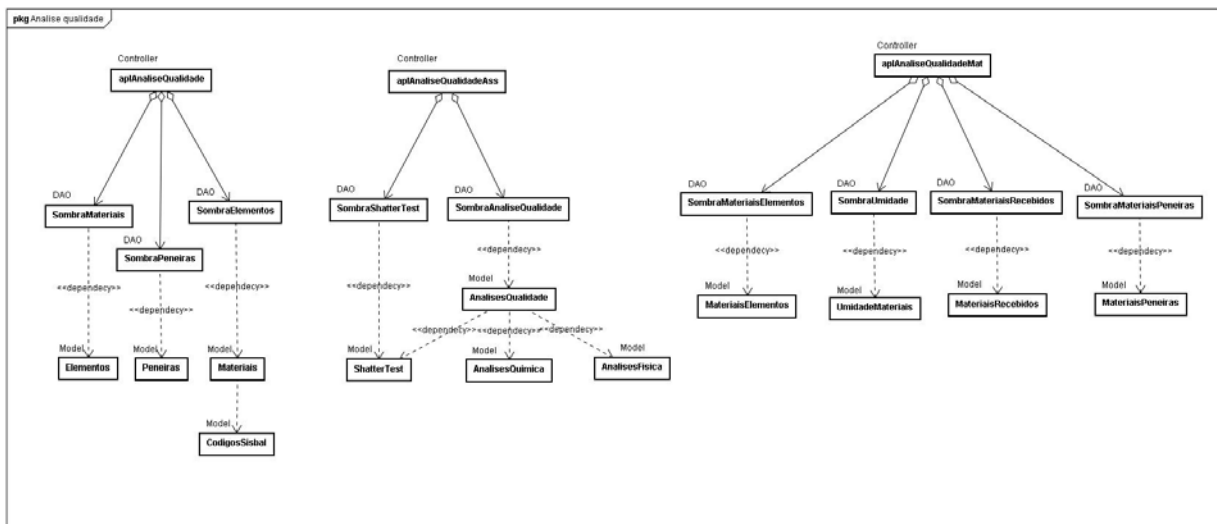 pkg Analise qualidade
Controller
aplAnaliseQualidade
Controller
aplAnaliseQualidadeAss
Controller
aplAnaliseQualidadeMat
DAO
SombraMateriais
DAO
SombraPeneiras
DAO
SombraElementos
DAO
SombraShatterTest
DAO
SombraAnaliseQualidade
DAO
SombraMateriaisElementos
DAO
SombraUmidade
DAO
SombraMateriaisRecebidos
DAO
SombraMateriaisPeneiras
<<dependecy>>
<<dependecy>>
<<dependecy>>
<<dependecy>>
<<dependecy>>
<<dependecy>>
<<dependecy>>
<<dependecy>>
<<dependecy>>
Model
AnalisesQualidade
Model
MateriaisElementos
Model
UmidadeMateriais
Model
MateriaisRecebidos
Model
MateriaisPeneiras
<<dependecy>>
<<dependecy>>
<<dependecy>>
Model
Elementos
Model
Peneiras
Model
Materiais
Model
ShatterTest
Model
AnalisesQuimica
Model
AnalisesFisica
Model
CodigosSisbal